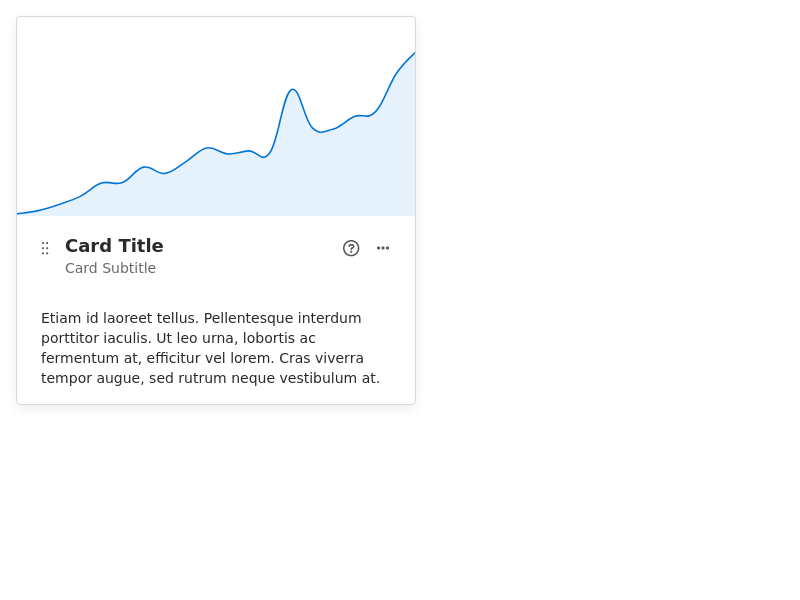 Card Title
Card Subtitle
Etiam id laoreet tellus. Pellentesque interdum
porttitor iaculis. Ut leo urna, lobortis ac
fermentum at, efficitur vel lorem. Cras viverra
tempor augue, sed rutrum neque vestibulum at.